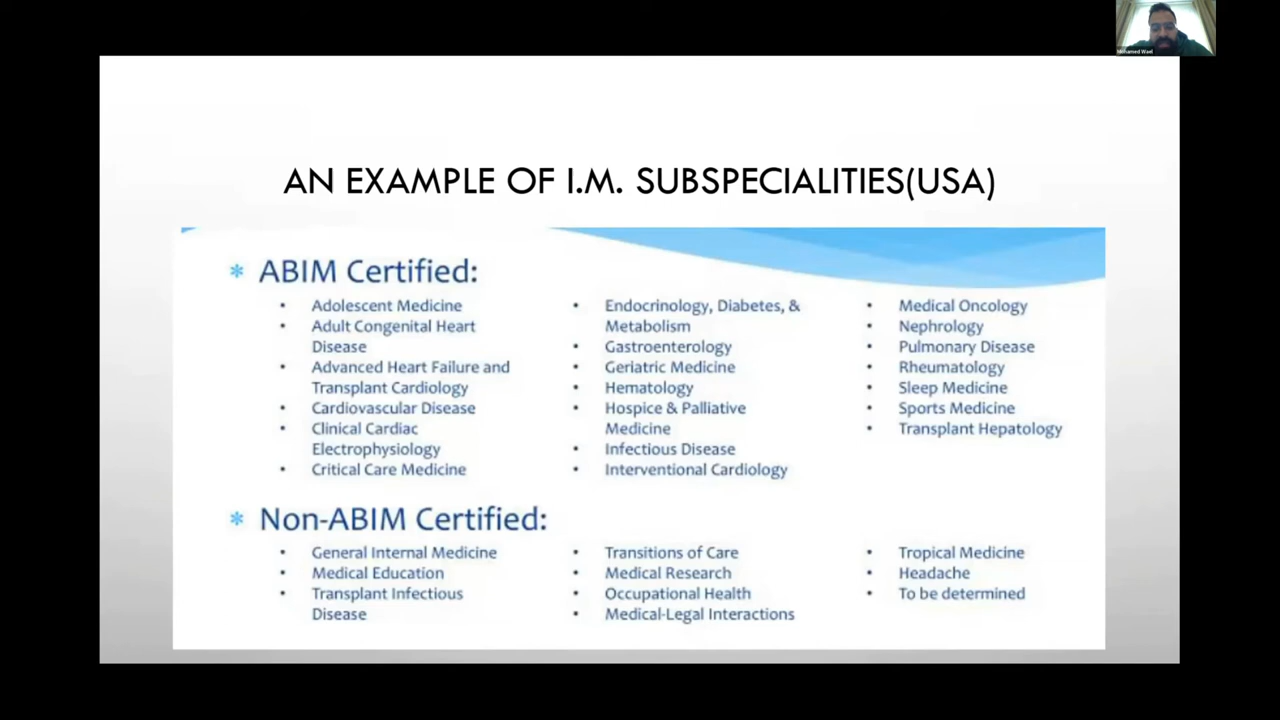 Mohamed Wael
AN EXAMPLE OF I.M. SUBSPECIALITIES(USA)
* ABIM Certified:
• Adolescent Medicine
• Adult Congenital Heart
Disease
• Advanced Heart Failure and
Transplant Cardiology
• Cardiovascular Disease
• Clinical Cardiac
Electrophysiology
• Critical Care Medicine
• Endocrinology, Diabetes, &
Metabolism
• Gastroenterology
• Geriatric Medicine
• Hematology
• Hospice & Palliative
Medicine
• Infectious Disease
• Interventional Cardiology
• Medical Oncology
• Nephrology
• Pulmonary Disease
• Rheumatology
• Sleep Medicine
• Sports Medicine
• Transplant Hepatology
* Non-ABIM Certified:
• General Internal Medicine
• Medical Education
• Transplant Infectious
Disease
• Transitions of Care
• Medical Research
• Occupational Health
• Medical-Legal Interactions
• Tropical Medicine
• Headache
• To be determined